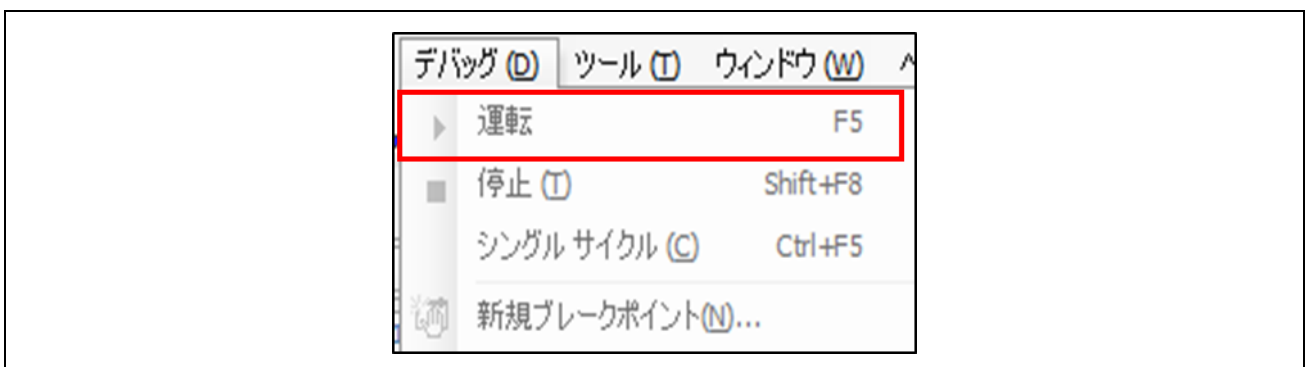 デバッグ (D) ツール (T) ウィンドウ (W) ヘ
運転 F5
停止 (T) Shift+F8
シングル サイクル (C) Ctrl+F5
新規ブレークポイント(N)...